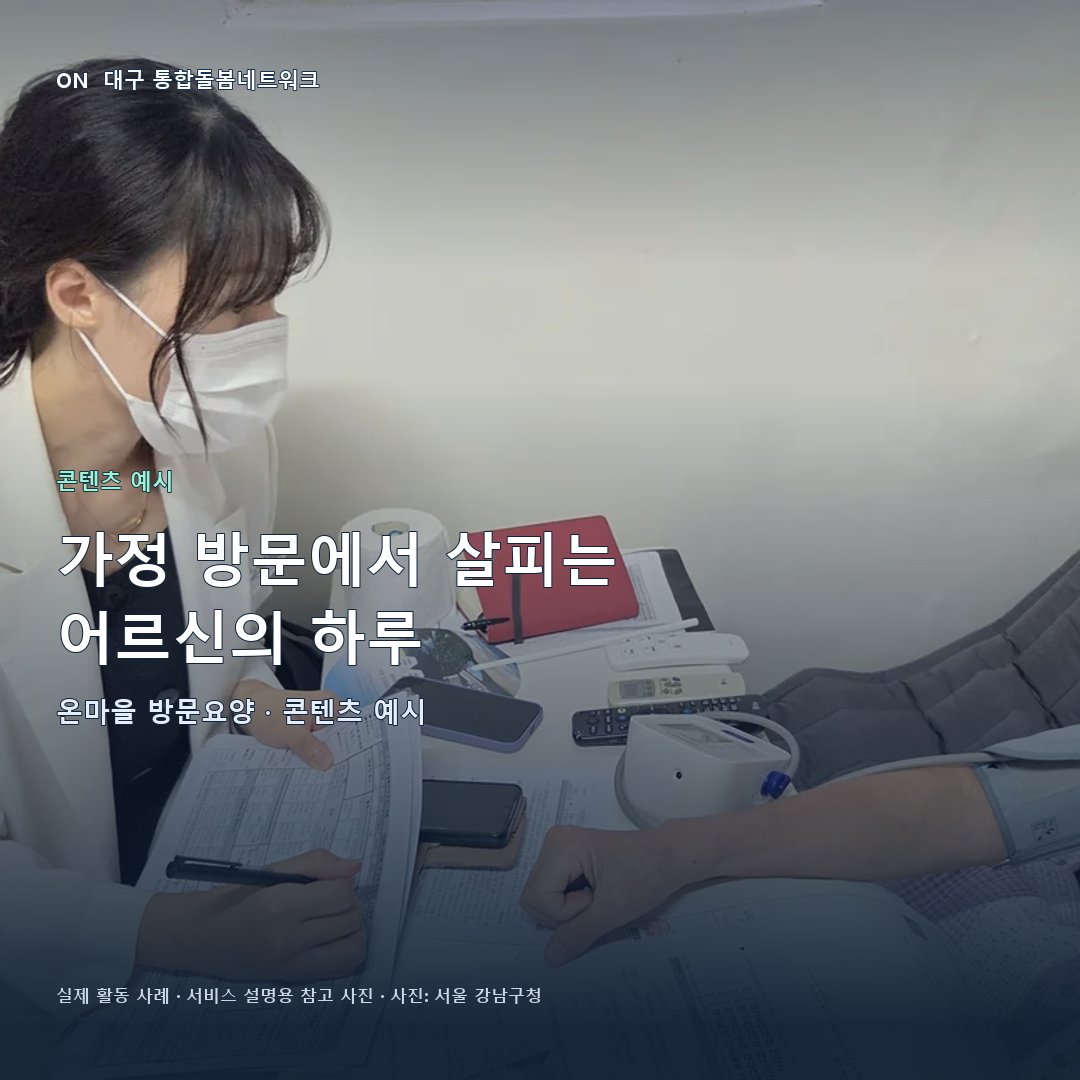 ON 대구 통합돌봄네트워크
콘텐츠 예시
가정 방문에서 살피는
어르신의 하루
온마을 방문요양 · 콘텐츠 예시
실제 활동 사례 · 서비스 설명용 참고 사진 · 사진: 서울 강남구청